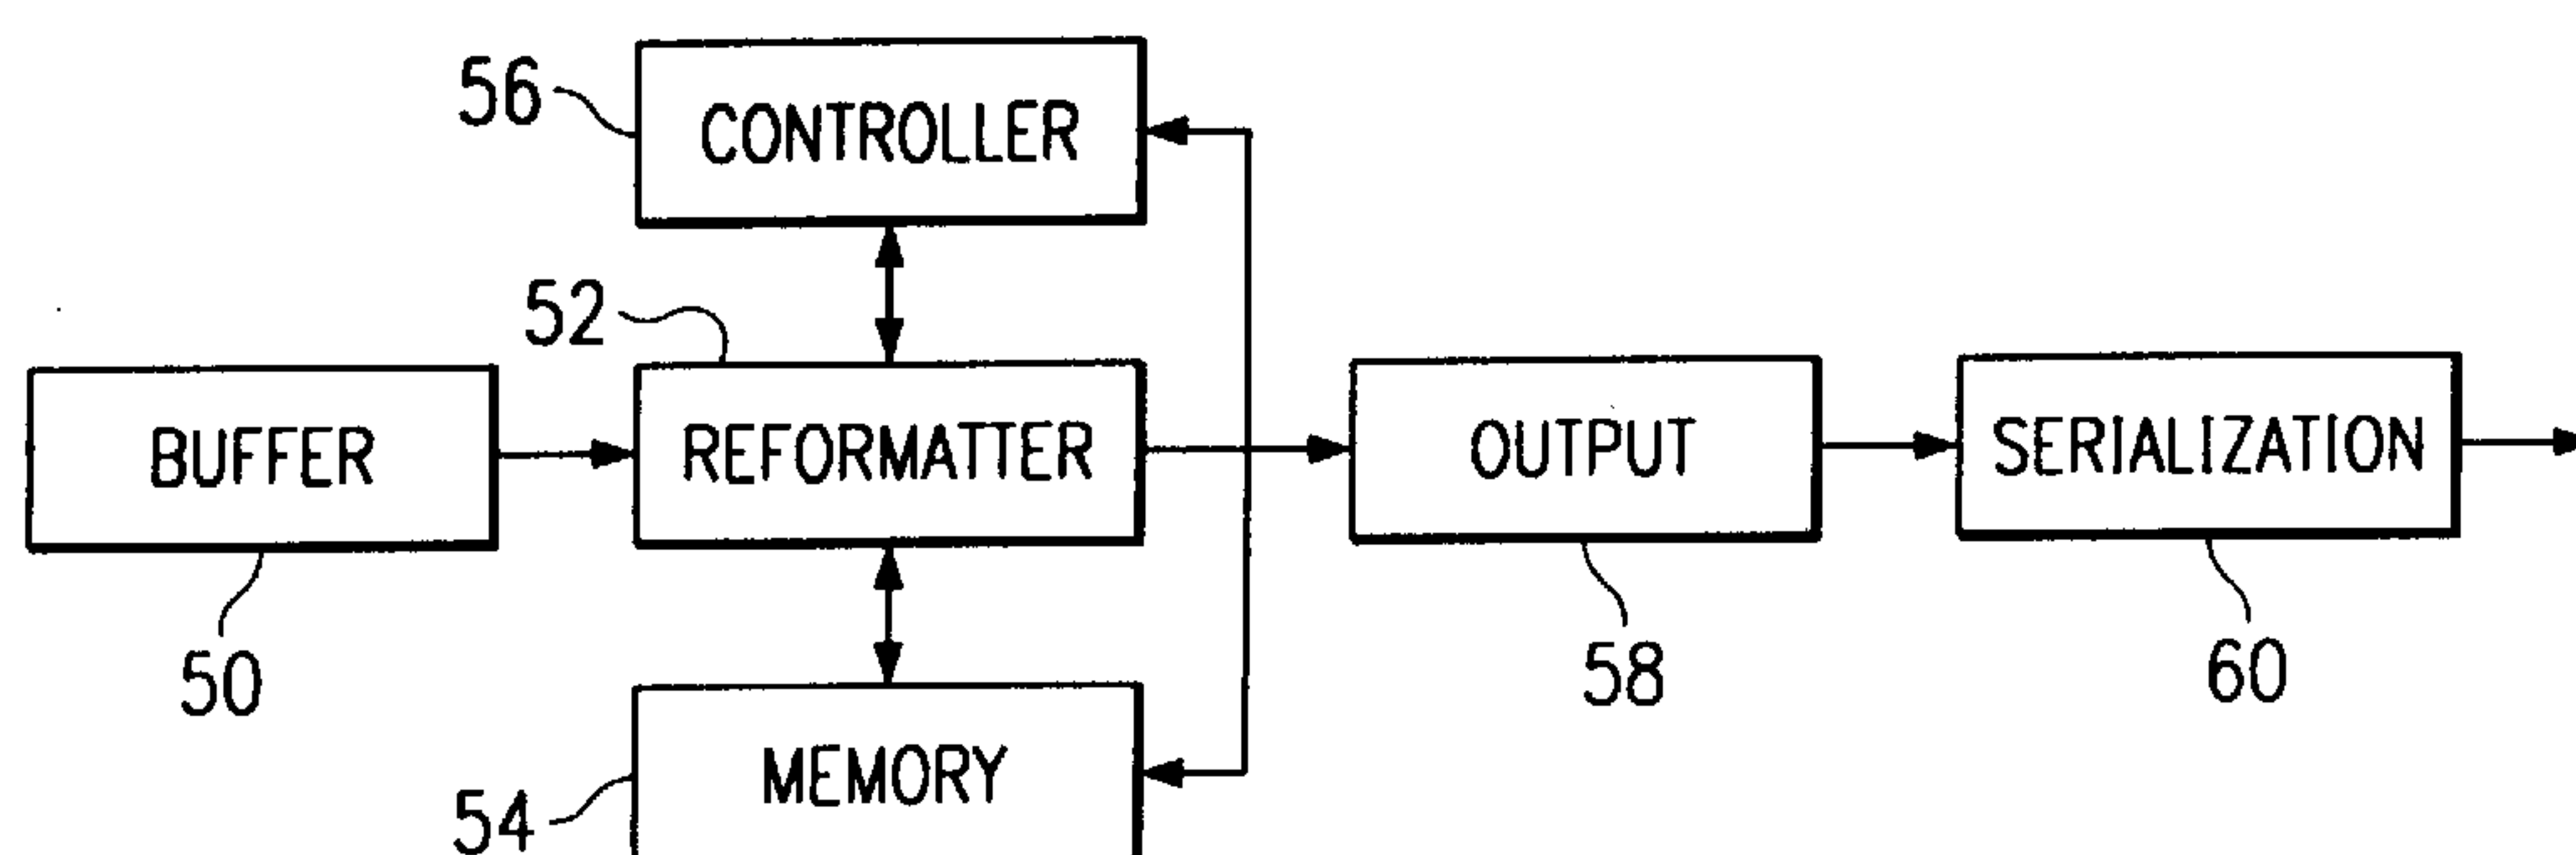 56
CONTROLLER
52
BUFFER
REFORMATTER
OUTPUT
SERIALIZATION
50
58
60
MEMORY
54